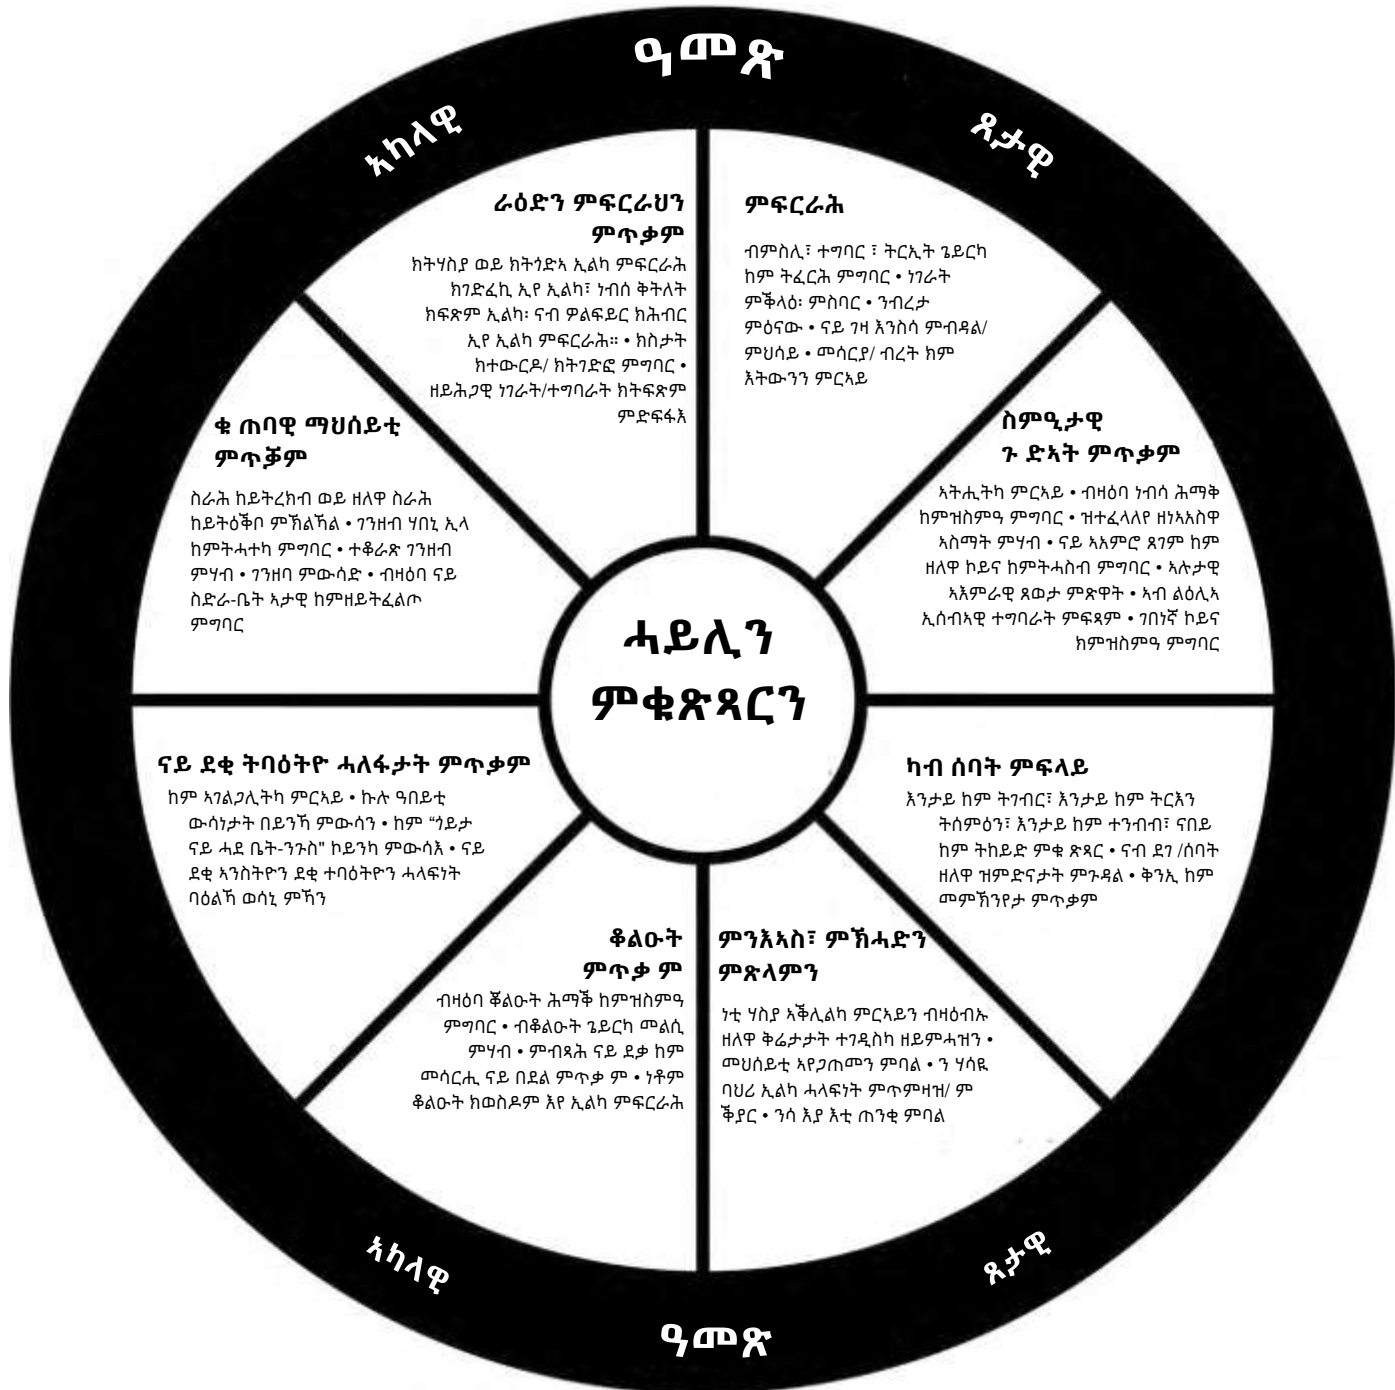 ዓመጽ
ኣካላዊ
ጾታዊ
ራዕድን ምፍርራህን
ምጥቃም
ክትሃስያ ወይ ክትጎድኣ ኢልካ ምፍርራሕ
ክገድፈኪ ኢየ ኢልካ፣ ነብሰ ቅትለት
ክፍጽም ኢልካ፡ ናብ ዎልፍይር ክሕብር
ኢየ ኢልካ ምፍርራሕ። • ክስታት
ክተውርዶ/ ክትገድፎ ምግባር •
ዘይሕጋዊ ነገራት/ተግባራት ክትፍጽም
ምድፍፋእ
ምፍርራሕ
ብምስሊ፣ ተግባር ፣ ትርኢት ጌይርካ
ከም ትፈርሕ ምግባር • ነገራት
ምቕላዕ፡ ምስባር • ንብረታ
ምዕናው • ናይ ገዛ እንስሳ ምብዳል/
ምህሳይ • መሳርያ/ ብረት ክም
እትውንን ምርኣይ
ስምዒታዊ
ጉ ድኣት ምጥቃም
ኣትሒትካ ምርኣይ • ብዛዕባ ነብሳ ሕማቅ
ከምዝስምዓ ምግባር • ዝተፈላለየ ዘነኣእስዋ
ኣስማት ምሃብ • ናይ ኣእምሮ ጸገም ከም
ዘለዋ ኮይና ከምትሓስብ ምግባር • ኣሉታዊ
ኣእምራዊ ጸወታ ምጽዋት • ኣብ ልዕሊኣ
ኢሰብኣዊ ተግባራት ምፍጻም • ገበነኛ ኮይና
ክምዝስምዓ ምግባር
ካብ ሰባት ምፍላይ
እንታይ ከም ትገብር፣ እንታይ ከም ትርእን
ትሰምዕን፣ እንታይ ከም ተንብብ፣ ናበይ
ከም ትከይድ ምቁ ጽጻር • ናብ ደገ /ሰባት
ዘለዋ ዝምድናታት ምጉዳል • ቅንኢ ከም
መምኽንየታ ምጥቃም
ምንእኣስ፣ ምኽሓድን
ምጽላምን
ነቲ ሃስያ ኣቕሊልካ ምርኣይን ብዛዕብኡ
ዘለዋ ቅሬታታት ተገዲስካ ዘይምሓዝን •
መህሰይቲ ኣየጋጠመን ምባል • ን ሃሳዪ
ባህሪ ኢልካ ሓላፍነት ምጥምዛዝ/ ም
ቕያር • ንሳ እያ እቲ ጠንቂ ምባል
ቆልዑት
ምጥቃ ም
ብዛዕባ ቖልዑት ሕማቕ ከምዝስምዓ
ምግባር • ብቆልዑት ጌይርካ መልሲ
ምሃብ • ምብጻሕ ናይ ደቃ ከም
መሳርሒ ናይ በደል ምጥቃ ም • ነቶም
ቆልዑት ክወስዶም እየ ኢልካ ምፍርራሕ
ናይ ደቂ ትባዕትዮ ሓለፋታት ምጥቃም
ከም ኣገልጋሊትካ ምርኣይ • ኩሉ ዓበይቲ
ውሳነታት በይንኻ ምውሳን • ከም “ጎይታ
ናይ ሓደ ቤት-ንጉስ" ኮይንካ ምውሳእ • ናይ
ደቂ ኣንስትዮን ደቂ ተባዕትዮን ሓላፍነት
ባዕልኻ ወሳኒ ምኻን
ቁ ጠባዊ ማህሰይቲ
ምጥቓም
ስራሕ ከይትረክብ ወይ ዘለዋ ስራሕ
ከይትዕቕቦ ምኽልኻል • ገንዘብ ሃበኒ ኢላ
ከምትሓተካ ምግባር • ተቆራጽ ገንዘብ
ምሃብ • ገንዘባ ምውሳድ • ብዛዕባ ናይ
ስድራ-ቤት ኣታዊ ከምዘይትፈልጦ
ምግባር
ሓይሊን
ምቁጽጻርን
ኣካላዊ
ጾታዊ
ዓመጽ